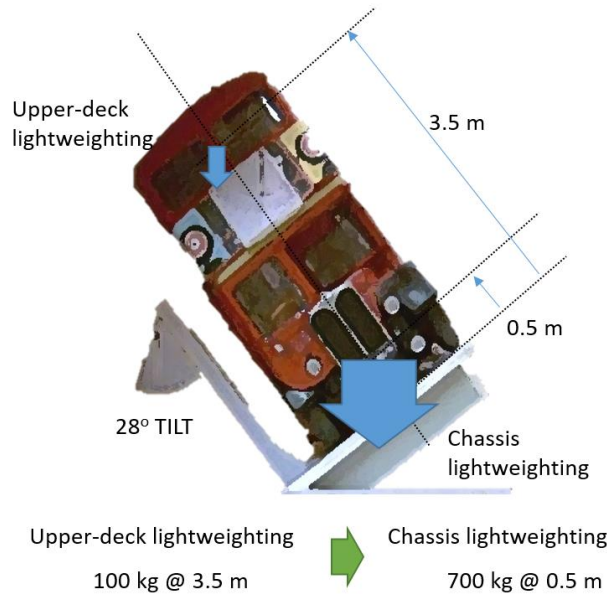 Upper-deck
lightweighting
3.5 m
0.5 m
28° TILT
Chassis
lightweighting
Upper-deck lightweighting
Chassis lightweighting
100 kg @ 3.5 m
700 kg @ 0.5 m